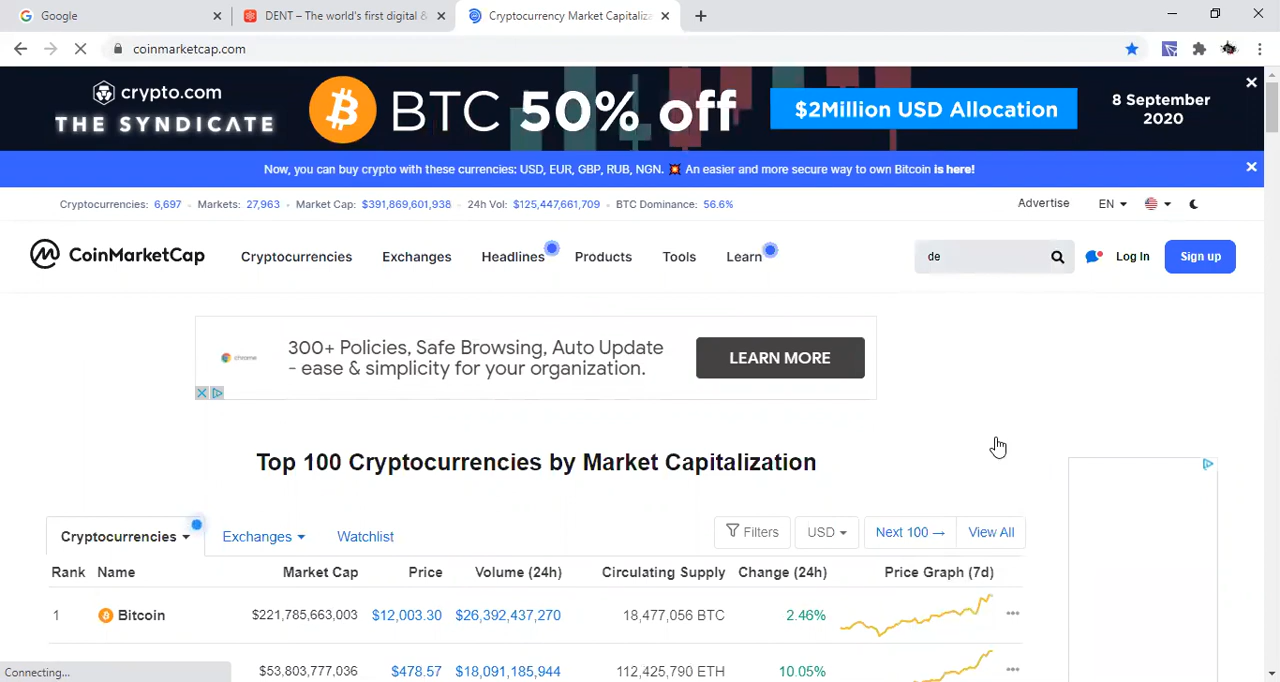 Google
DENT – The world's first digital &
Cryptocurrency Market Capitaliza
coinmarketcap.com
crypto.com
THE SYNDICATE
BTC 50% off
$2Million USD Allocation
8 September
2020
Now, you can buy crypto with these currencies: USD, EUR, GBP, RUB, NGN. 💥 An easier and more secure way to own Bitcoin is here!
Cryptocurrencies: 6,697 • Markets: 27,963 • Market Cap: $391,869,601,938 • 24h Vol: $125,447,661,709 • BTC Dominance: 56.6%
Advertise
EN
CoinMarketCap
Cryptocurrencies
Exchanges
Headlines
Products
Tools
Learn
de
Log In
Sign up
chrome
300+ Policies, Safe Browsing, Auto Update
- ease & simplicity for your organization.
LEARN MORE
Top 100 Cryptocurrencies by Market Capitalization
Cryptocurrencies
Exchanges
Watchlist
Filters
USD
Next 100 →
View All
Rank Name Market Cap Price Volume (24h) Circulating Supply Change (24h) Price Graph (7d)
1 Bitcoin $221,785,663,003 $12,003.30 $26,392,437,270 18,477,056 BTC 2.46%
$53,803,777,036 $478.57 $18,091,185,944 112,425,790 ETH 10.05%
Connecting...